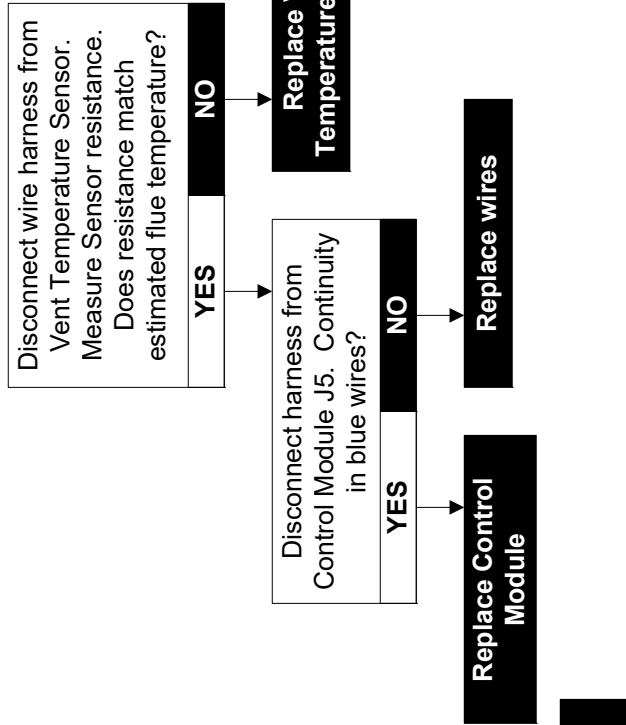 Disconnect wire harness from
Vent Temperature Sensor.
Measure Sensor resistance.
Does resistance match
estimated flue temperature?
YES
NO
Replace
Temperature
Disconnect harness from
Control Module J5. Continuity
in blue wires?
YES
NO
Replace Control
Module
Replace wires